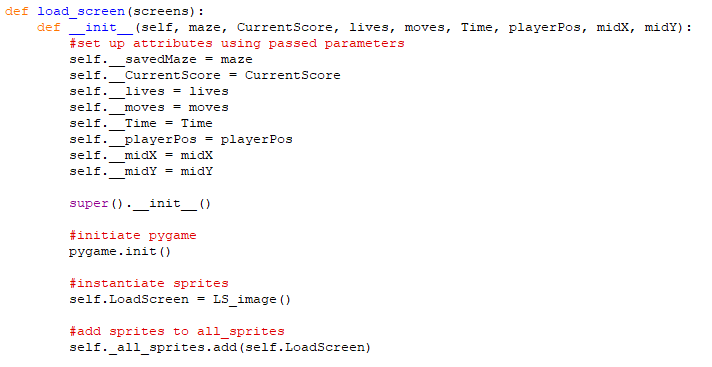 def load_screen(screens):
    def __init__(self, maze, CurrentScore, lives, moves, Time, playerPos, midX, midY):
        #set up attributes using passed parameters
        self.__savedMaze = maze
        self.__CurrentScore = CurrentScore
        self.__lives = lives
        self.__moves = moves
        self.__Time = Time
        self.__playerPos = playerPos
        self.__midX = midX
        self.__midY = midY

        super().__init__()

        #initiate pygame
        pygame.init()

        #instantiate sprites
        self.LoadScreen = LS_image()

        #add sprites to all_sprites
        self._all_sprites.add(self.LoadScreen)